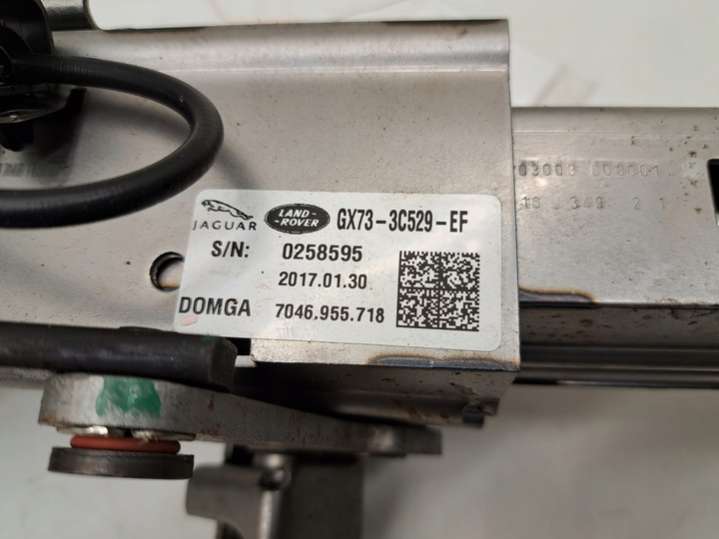 JAGUAR LAND ROVER GX73-3C529-EF
S/N: 0258595
2017.01.30
DOMGA 7046.955.718